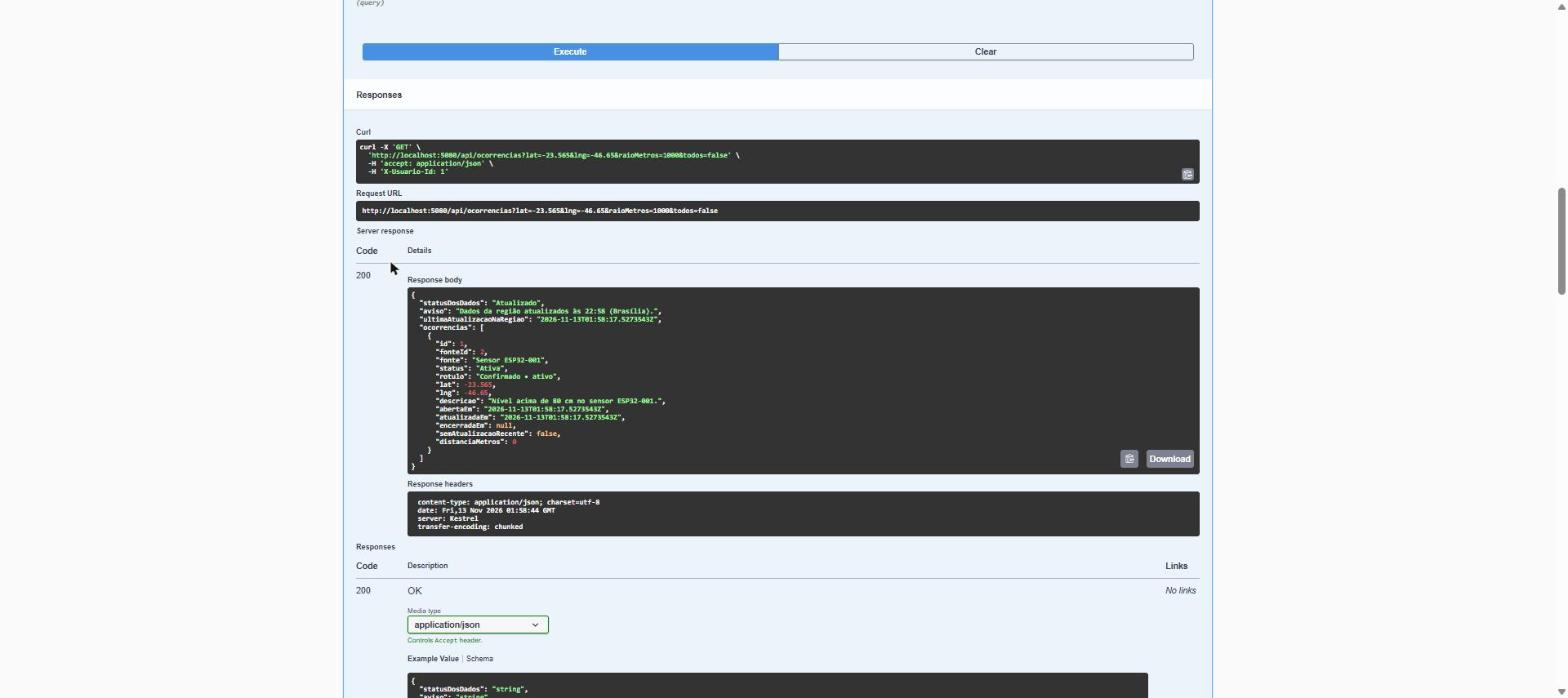 (query)
Execute
Clear
Responses
Curl
curl -X 'GET' \
'http://localhost:5080/api/ocorrencias?lat=-23.565&lng=-46.65&raioMetros=1000&todos=false' \
-H 'accept: application/json' \
-H 'X-Usuario-Id: 1'
Request URL
http://localhost:5080/api/ocorrencias?lat=-23.565&lng=-46.65&raioMetros=1000&todos=false
Server response
Code Details
200
Response body
{
"statusDosDados": "Atualizado",
"aviso": "Dados da região atualizados às 22:58 (Brasília).",
"ultimaAtualizacaoNaRegiao": "2026-11-13T01:58:17.5273543Z",
"ocorrencias": [
{
"id": 1,
"fonteId": 2,
"fonte": "Sensor ESP32-001",
"status": "Ativa",
"rotulo": "Confirmado • ativo",
"lat": -23.565,
"lng": -46.65,
"descricao": "Nível acima de 80 cm no sensor ESP32-001.",
"abertaEm": "2026-11-13T01:58:17.5273543Z",
"atualizadaEm": "2026-11-13T01:58:17.5273543Z",
"encerradaEm": null,
"semAtualizacaoRecente": false,
"distanciaMetros": 0
}
]
}
Download
Response headers
content-type: application/json; charset=utf-8
date: Fri,13 Nov 2026 01:58:44 GMT
server: Kestrel
transfer-encoding: chunked
Responses
Code Description Links
200 OK No links
Media type
application/json
Controls Accept header.
Example Value | Schema
{
"statusDosDados": "string",
"aviso": "string",